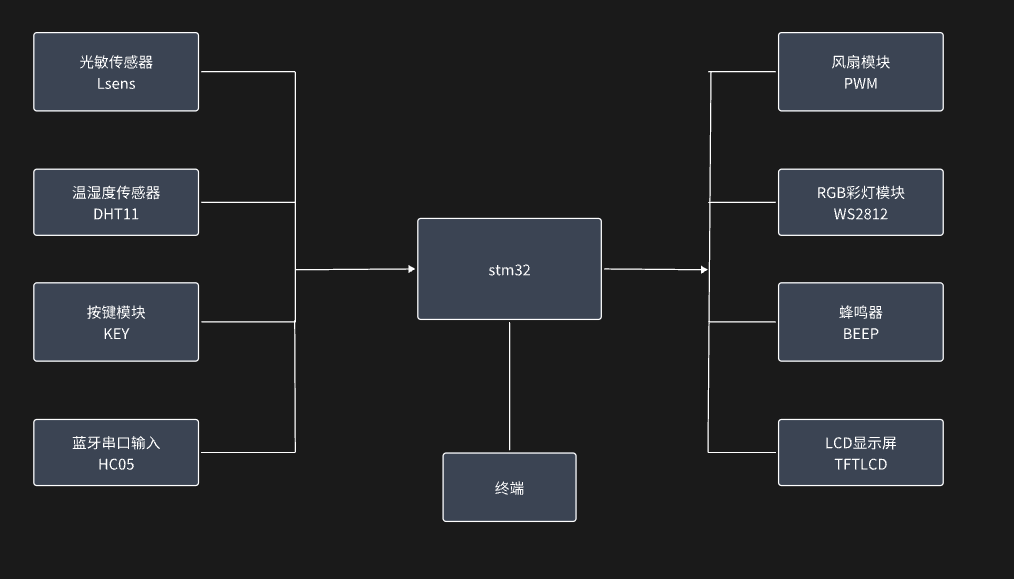 光敏传感器
Lsens
温湿度传感器
DHT11
按键模块
KEY
蓝牙串口输入
HC05
stm32
终端
风扇模块
PWM
RGB彩灯模块
WS2812
蜂鸣器
BEEP
LCD显示屏
TFTLCD